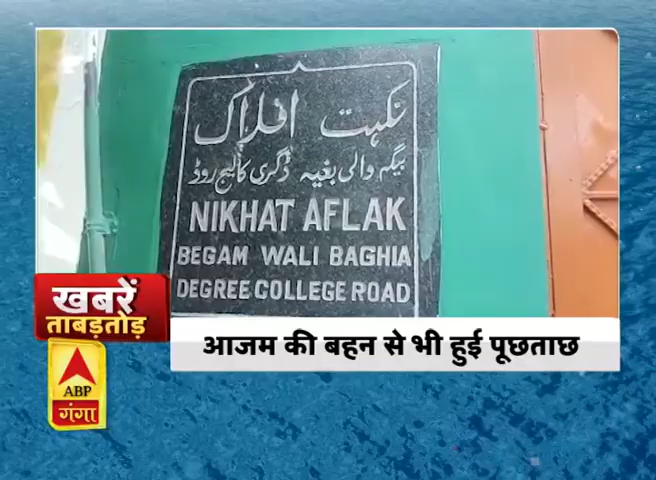 نکہت افلاک
بیگم والی بغیہ ڈگری کالج روڈ
NIKHAT AFLAK
BEGAM WALI BAGHIA
DEGREE COLLEGE ROAD
खबरें
ताबड़तोड़
आजम की बहन से भी हुई पूछताछ
ABP
गंगा